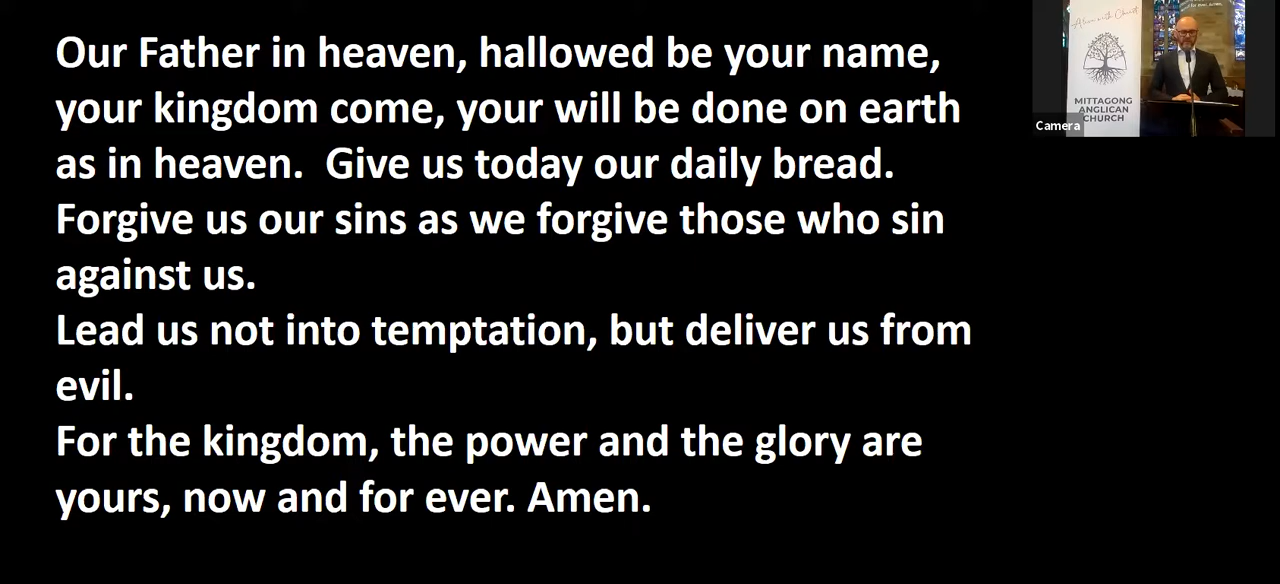 Our Father in heaven, hallowed be your name,
your kingdom come, your will be done on earth
as in heaven.  Give us today our daily bread.
Forgive us our sins as we forgive those who sin
against us.
Lead us not into temptation, but deliver us from
evil.
For the kingdom, the power and the glory are
yours, now and for ever. Amen.
Alive with Christ
MITTAGONG
ANGLICAN
CHURCH
Camera